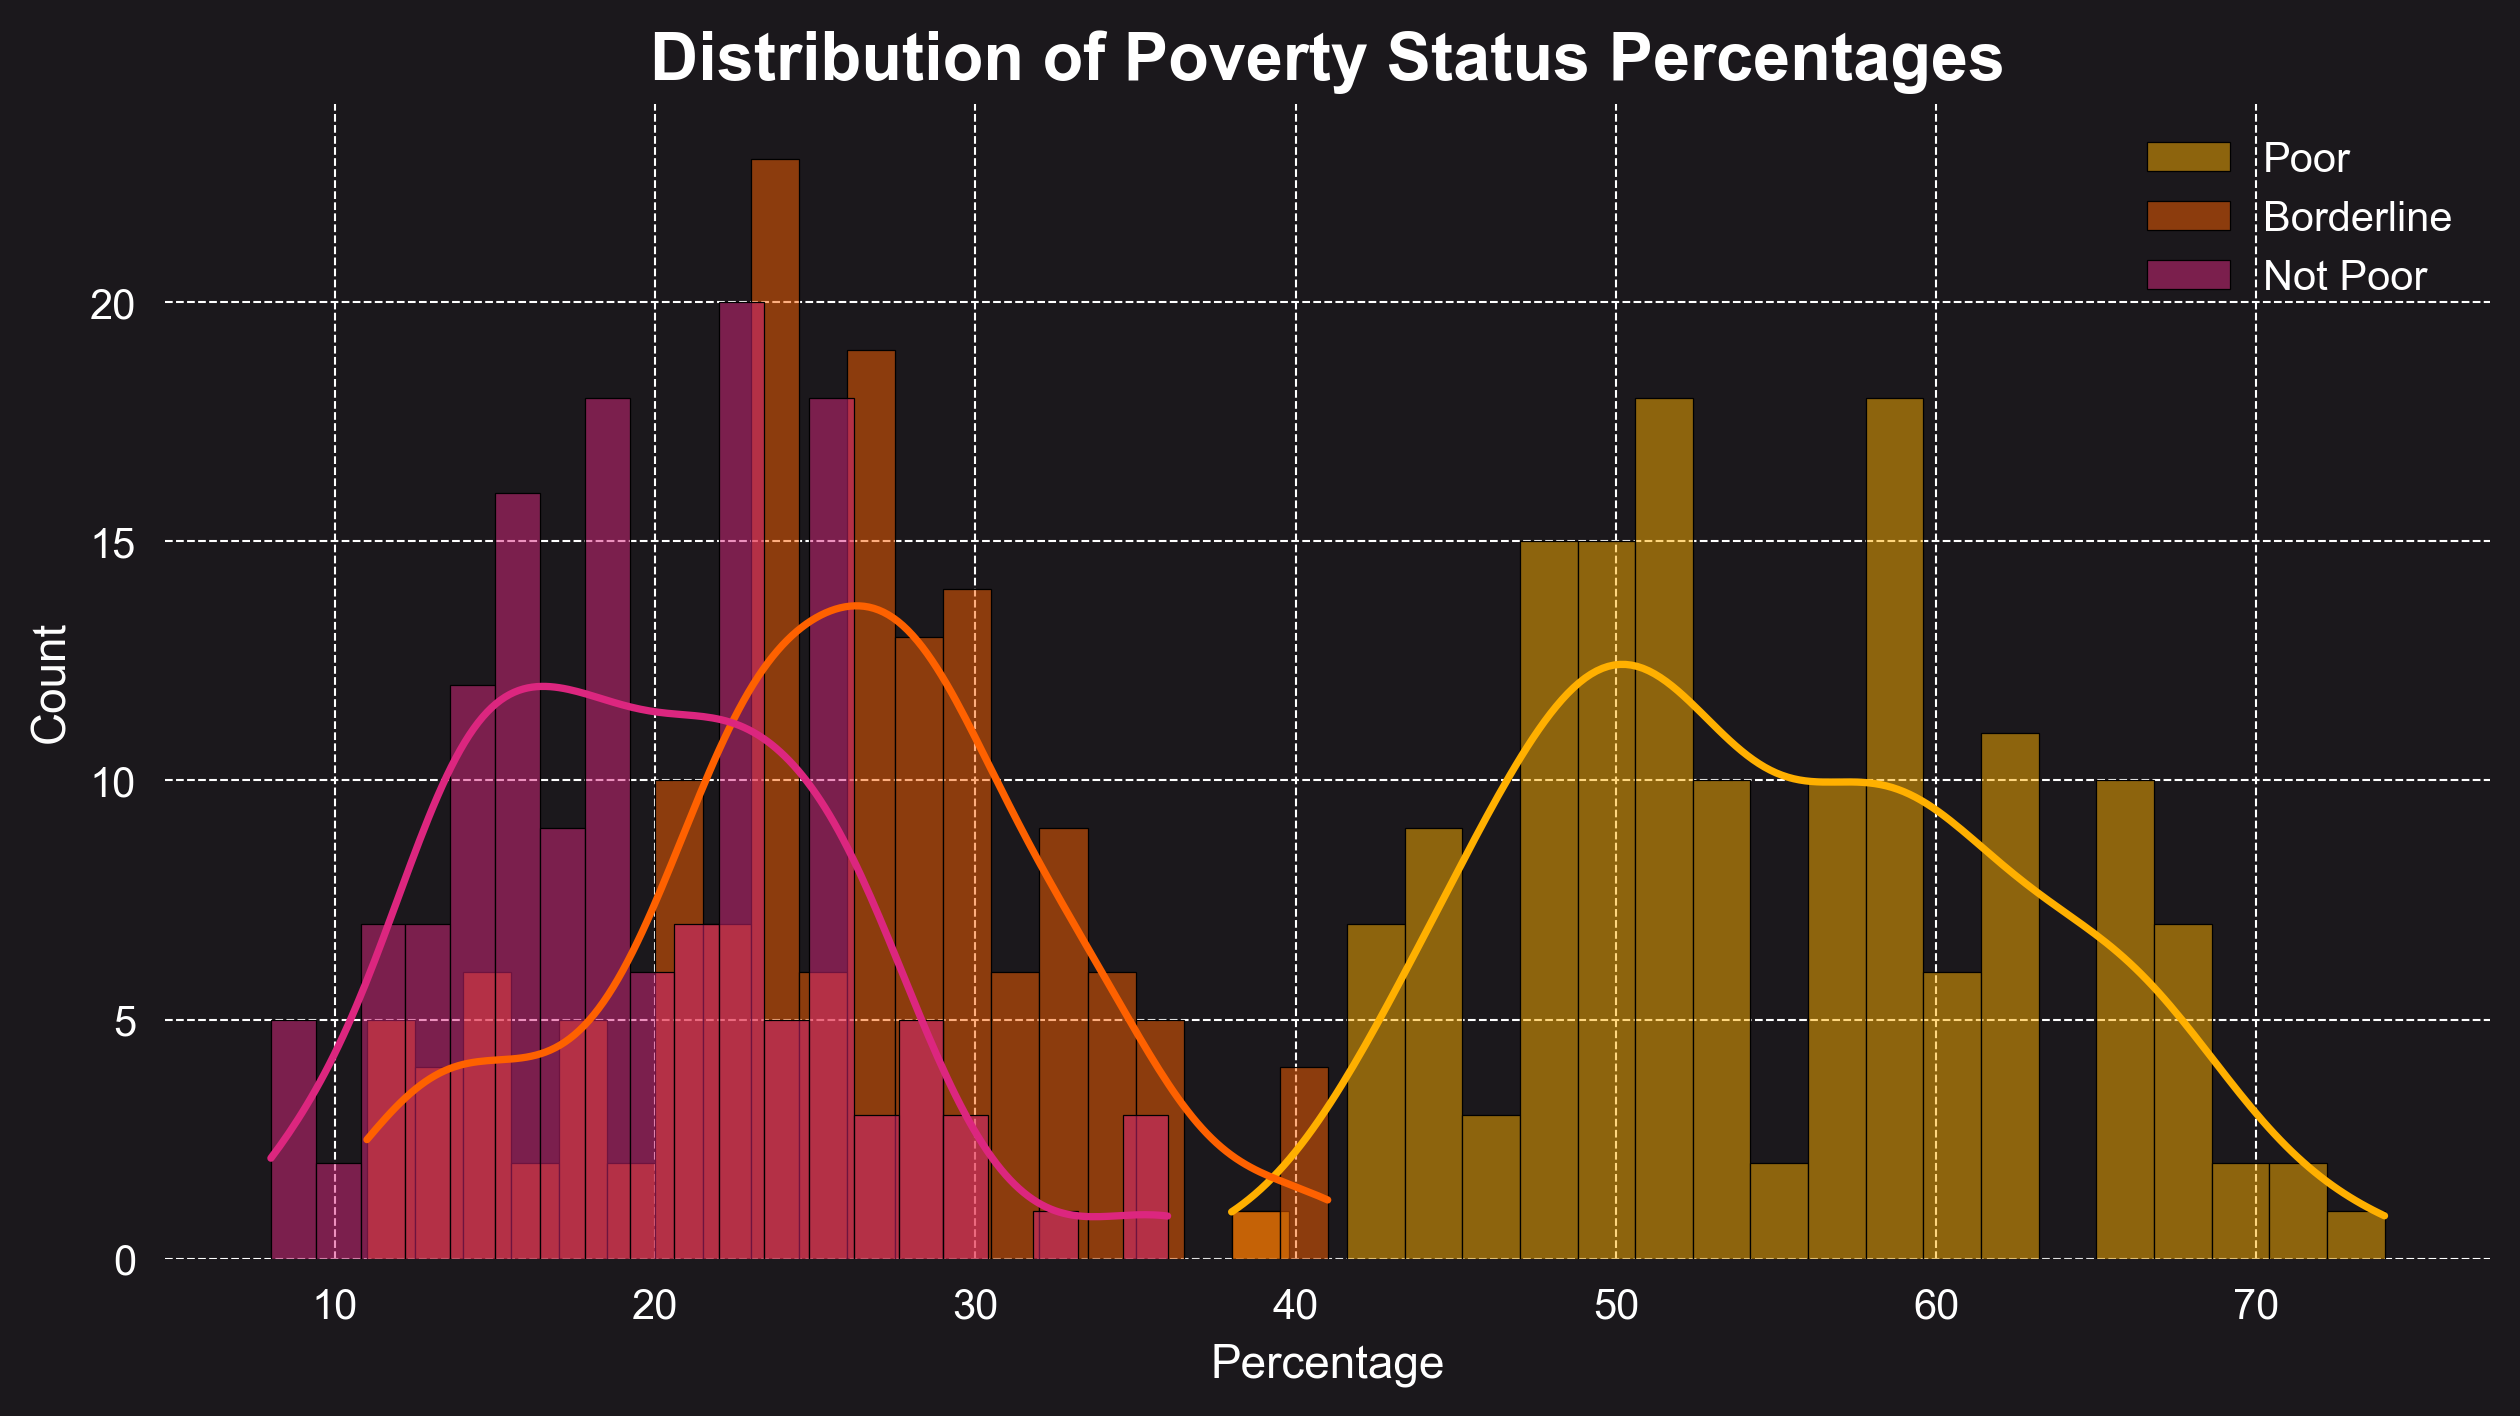 Distribution of Poverty Status Percentages
Poor
Borderline
Not Poor
20
15
10
5
0
Count
10 20 30 40 50 60 70
Percentage